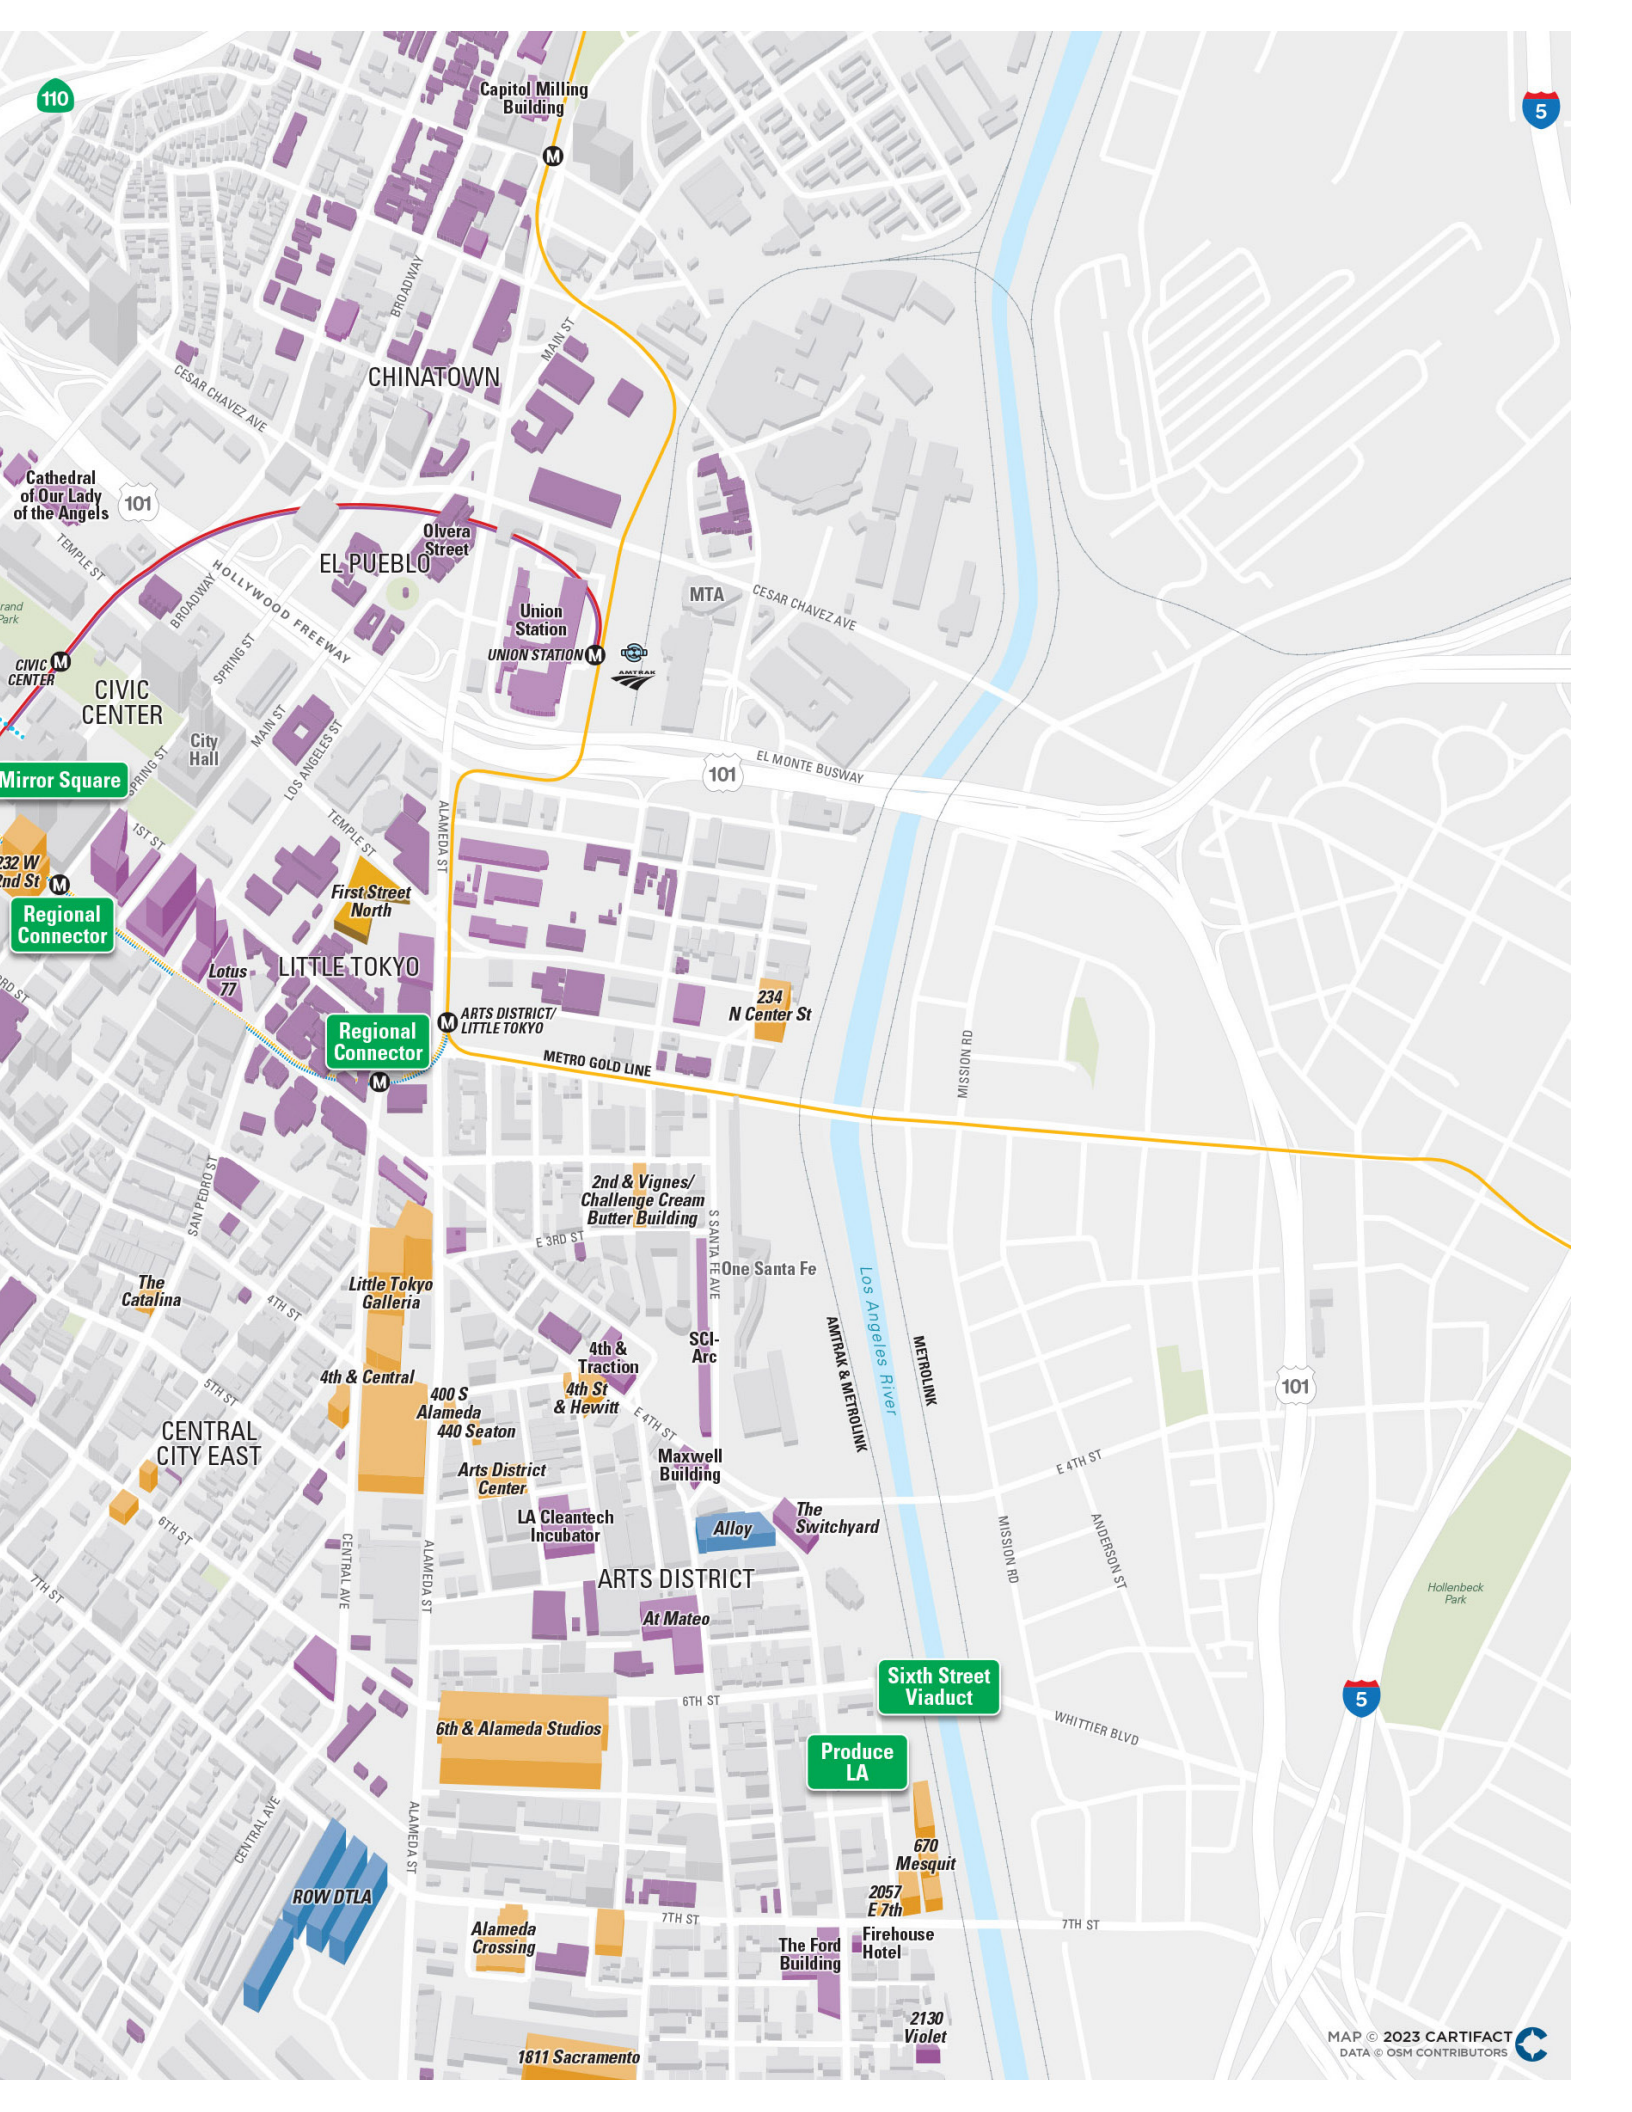 Capitol Milling
Building
110
5
M
BROADWAY
MAIN ST
CHINATOWN
CESAR CHAVEZ AVE
Cathedral
of Our Lady
of the Angels
101
TEMPLE ST
Olvera
Street
EL PUEBLO
HOLLYWOOD FREEWAY
BROADWAY
MTA
CESAR CHAVEZ AVE
rand
Park
Union
Station
UNION STATION
M
AMTRAK
SPRING ST
CIVIC
CENTER
M
CIVIC
CENTER
MAIN ST
LOS ANGELES ST
City
Hall
SPRING ST
Mirror Square
101
EL MONTE BUSWAY
1ST ST
TEMPLE ST
ALAMEDA ST
232 W
2nd St
M
First Street
North
Regional
Connector
LITTLE TOKYO
Lotus
77
3RD ST
234
N Center St
M
ARTS DISTRICT/
LITTLE TOKYO
Regional
Connector
M
METRO GOLD LINE
MISSION RD
SAN PEDRO ST
2nd & Vignes/
Challenge Cream
Butter Building
E 3RD ST
S SANTA FE AVE
One Santa Fe
Los Angeles River
The
Catalina
4TH ST
Little Tokyo
Galleria
4th &
Traction
SCI-
Arc
AMTRAK & METROLINK
METROLINK
4th & Central
5TH ST
400 S
Alameda
440 Seaton
4th St
& Hewitt
E 4TH ST
101
CENTRAL
CITY EAST
Arts District
Center
Maxwell
Building
E 4TH ST
6TH ST
LA Cleantech
Incubator
Alloy
The
Switchyard
MISSION RD
ANDERSON ST
CENTRAL AVE
ALAMEDA ST
7TH ST
ARTS DISTRICT
Hollenbeck
Park
At Mateo
Sixth Street
Viaduct
5
6TH ST
6th & Alameda Studios
WHITTIER BLVD
Produce
LA
CENTRAL AVE
ALAMEDA ST
670
Mesquit
ROW DTLA
2057
E 7th
7TH ST
7TH ST
Alameda
Crossing
The Ford
Building
Firehouse
Hotel
2130
Violet
1811 Sacramento
MAP © 2023 CARTIFACT
DATA © OSM CONTRIBUTORS